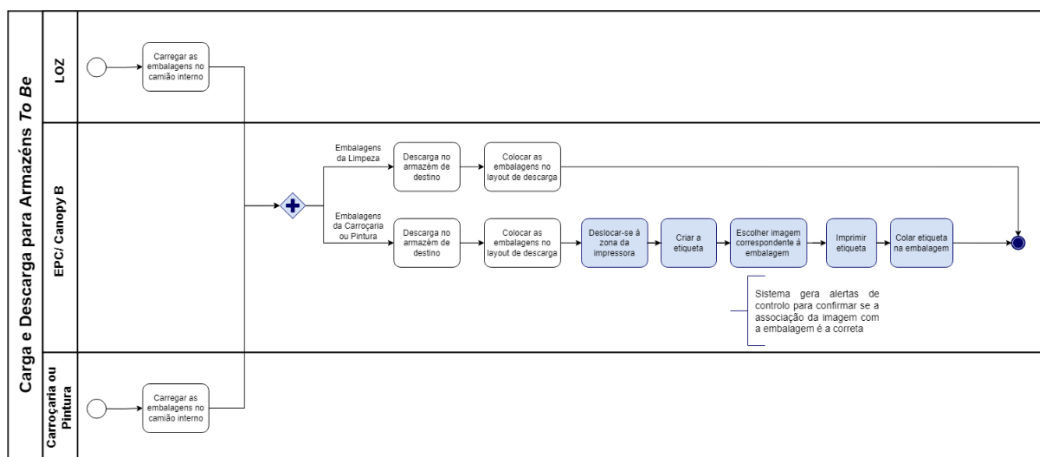 Carga e Descarga para Armazéns To Be
LOZ
Carregar as
embalagens no
camião interno
EPC/ Canopy B
Embalagens
da Limpeza
Descarga no
armazém de
destino
Colocar as
embalagens no
layout de descarga
Embalagens
da Carroçaria
ou Pintura
Descarga no
armazém de
destino
Colocar as
embalagens no
layout de descarga
Deslocar-se à
zona da
impressora
Criar a
etiqueta
Escolher imagem
correspondente á
embalagem
Imprimir
etiqueta
Colar etiqueta
na embalagem
Sistema gera alertas de
controlo para confirmar se a
associação da imagem com
a embalagem é a correta
Carroçaria ou
Pintura
Carregar as
embalagens no
camião interno